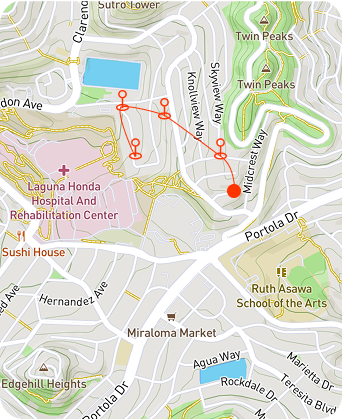 Sutro Tower
Clarend
Twin Peaks
Skyview Way
Twin Peaks
Knollview Way
don Ave
Midcrest Way
Laguna Honda
Hospital And
Rehabilitation Center
Portola Dr
Sushi House
Ruth Asawa
School of the Arts
Hernandez Ave
ed Ave
Miraloma Market
Agua Way
Marietta Dr
Edgehill Heights
Rockdale Dr
Teresita Blvd
Portola Dr